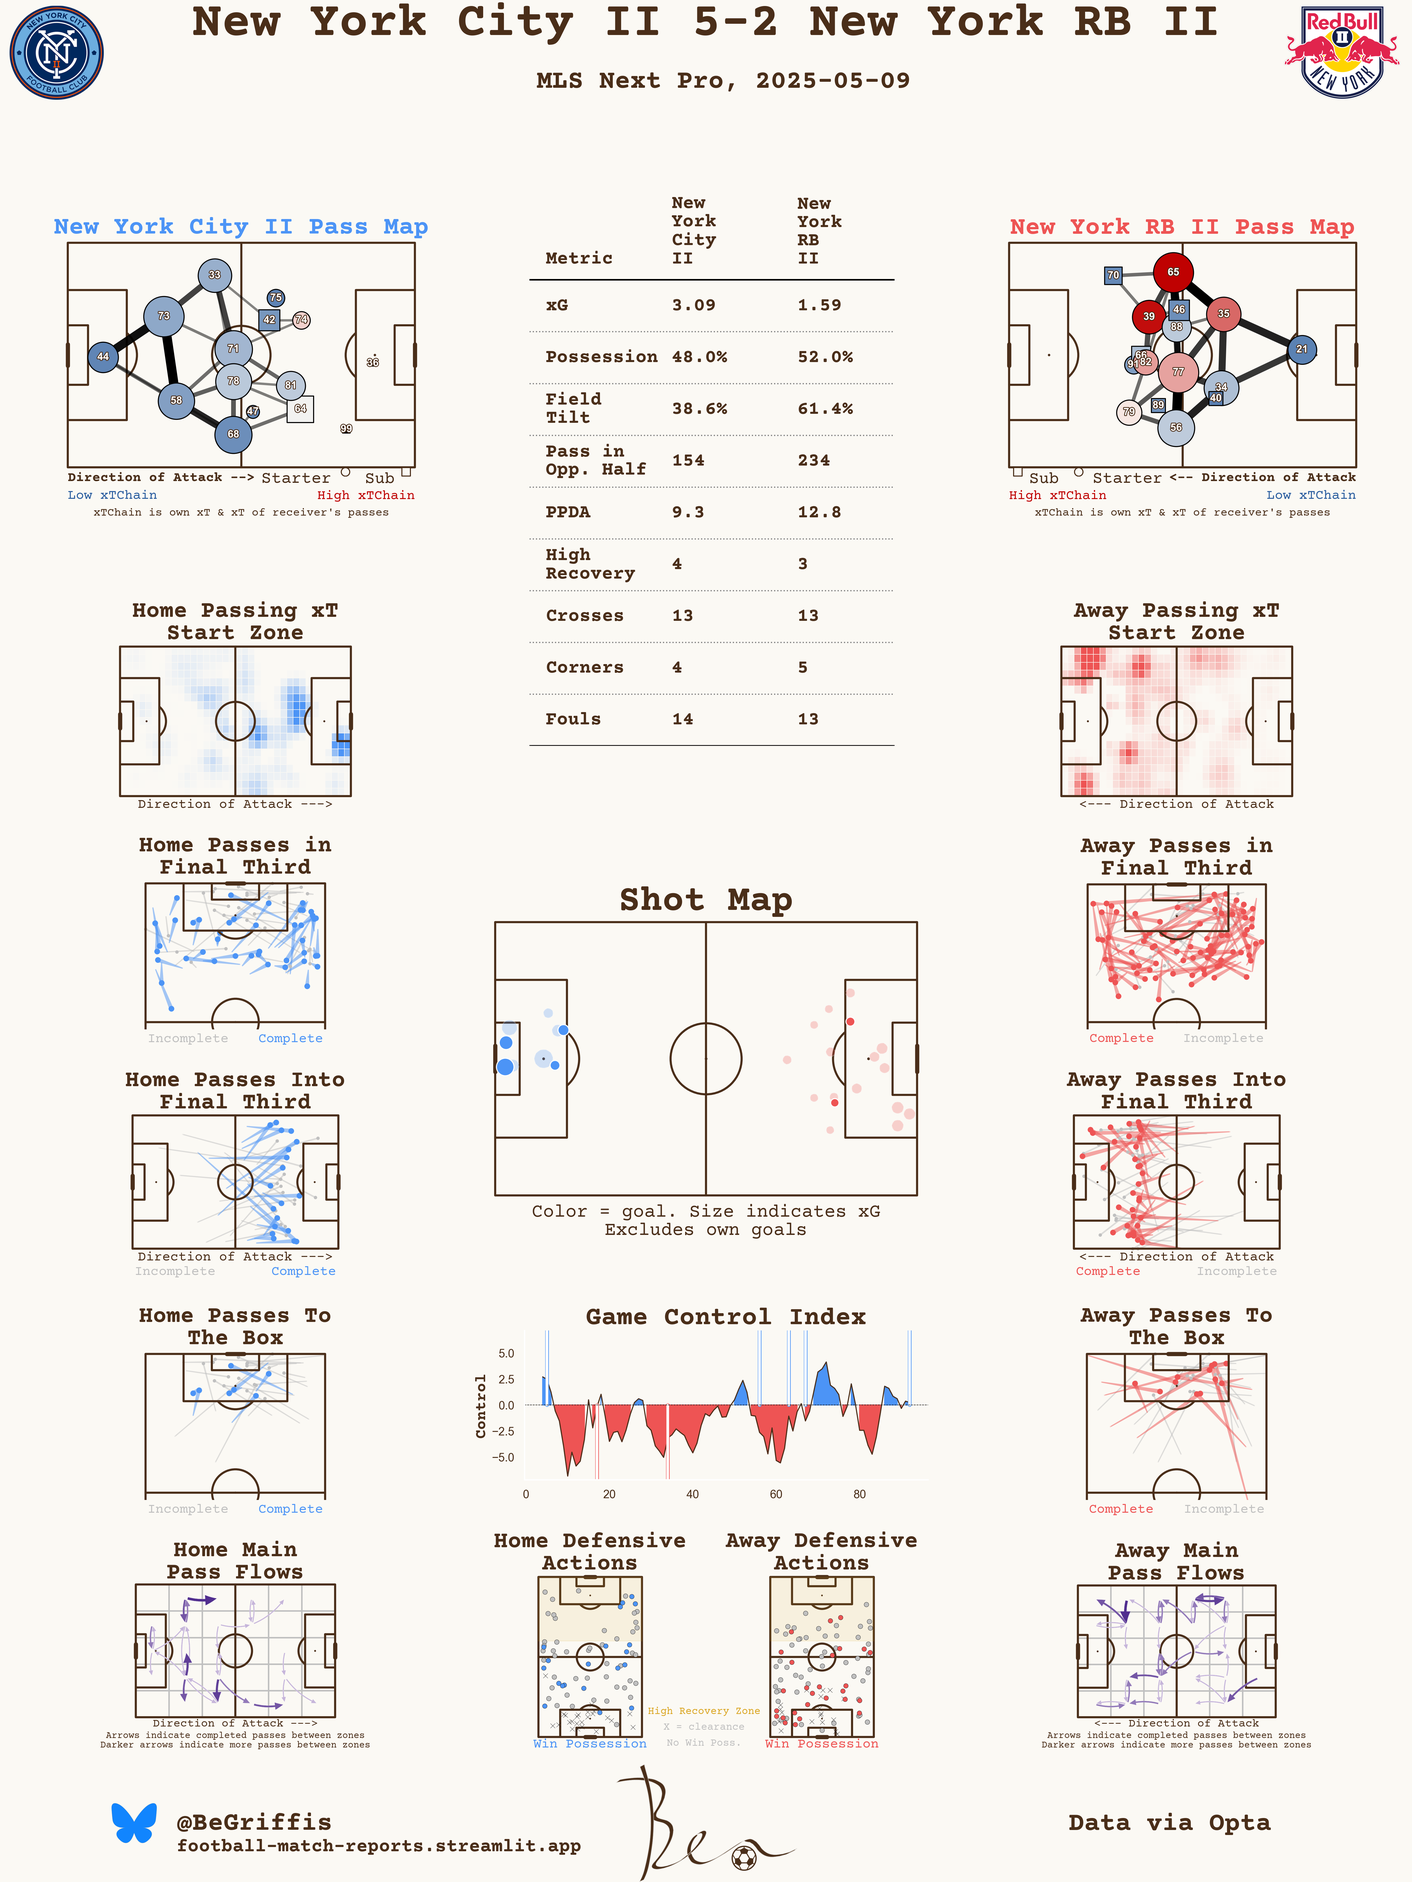 New York City II 5-2 New York RB II
MLS Next Pro, 2025-05-09
NEW YORK CITY
FOOTBALL CLUB
II
Red Bull
II
NEW YORK
New York City II Pass Map
33
75
42
74
73
71
44
36
78
81
58
64
47
68
99
Direction of Attack --> Starter Sub
Low xTChain High xTChain
xTChain is own xT & xT of receiver's passes
Metric
New York City II
New York RB II
xG 3.09 1.59
Possession 48.0% 52.0%
Field Tilt 38.6% 61.4%
Pass in Opp. Half 154 234
PPDA 9.3 12.8
High Recovery 4 3
Crosses 13 13
Corners 4 5
Fouls 14 13
New York RB II Pass Map
70
65
46
39
35
88
21
66
91
82
77
34
40
89
79
56
Sub Starter <-- Direction of Attack
High xTChain Low xTChain
xTChain is own xT & xT of receiver's passes
Home Passing xT
Start Zone
Direction of Attack --->
Away Passing xT
Start Zone
<--- Direction of Attack
Home Passes in
Final Third
Incomplete Complete
Shot Map
Color = goal. Size indicates xG
Excludes own goals
Away Passes in
Final Third
Complete Incomplete
Home Passes Into
Final Third
Direction of Attack --->
Incomplete Complete
Away Passes Into
Final Third
<--- Direction of Attack
Complete Incomplete
Home Passes To
The Box
Incomplete Complete
Game Control Index
Control
5.0
2.5
0.0
−2.5
−5.0
0 20 40 60 80
Away Passes To
The Box
Complete Incomplete
Home Main
Pass Flows
Direction of Attack --->
Arrows indicate completed passes between zones
Darker arrows indicate more passes between zones
Home Defensive
Actions
Win Possession
High Recovery Zone
X = clearance
No Win Poss.
Away Defensive
Actions
Win Possession
Away Main
Pass Flows
<--- Direction of Attack
Arrows indicate completed passes between zones
Darker arrows indicate more passes between zones
@BeGriffis
football-match-reports.streamlit.app
Ben
Data via Opta